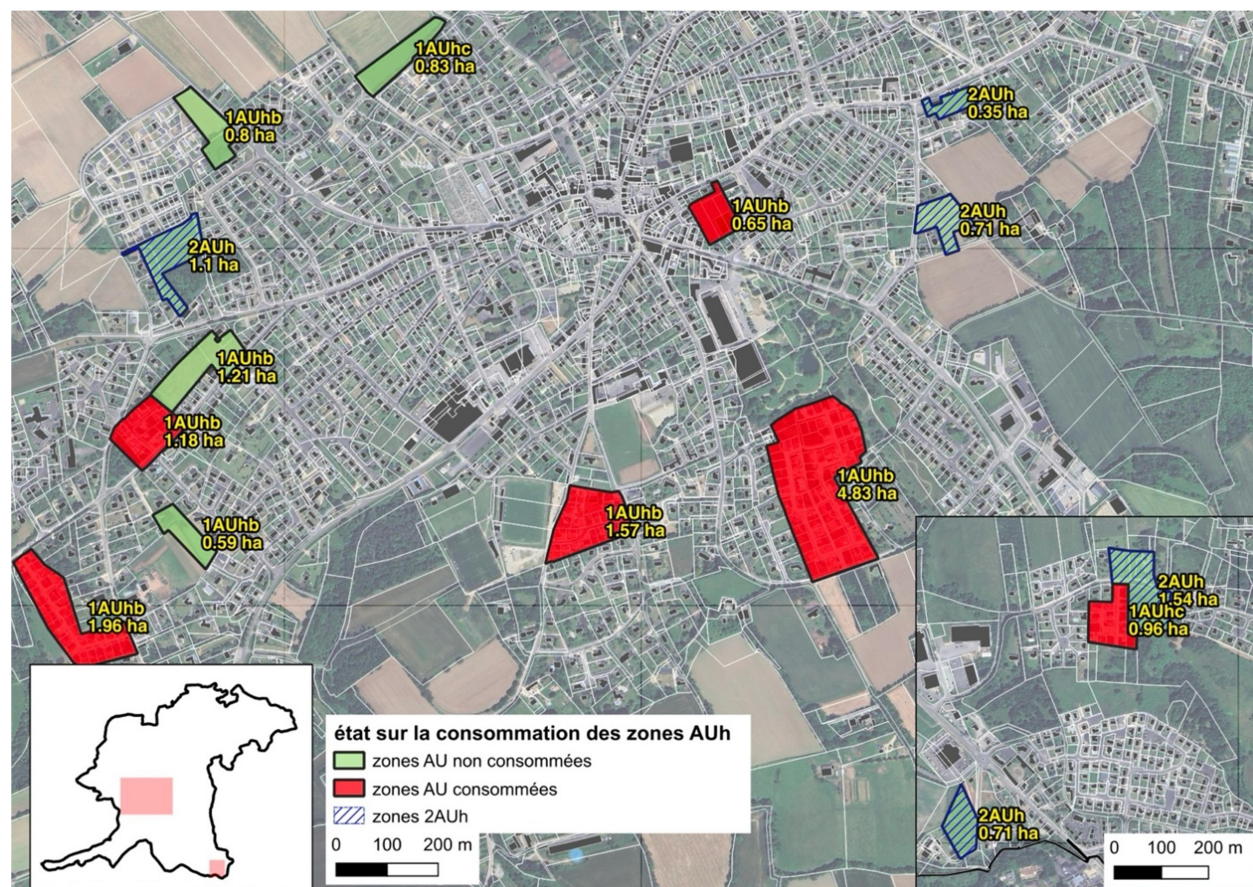 1AUhc
0.83 ha
1AUhb
0.8 ha
2AUh
0.35 ha
1AUhb
0.65 ha
2AUh
0.71 ha
2AUh
1.1 ha
1AUhb
1.21 ha
1AUhb
1.18 ha
1AUhb
4.83 ha
1AUhb
1.57 ha
1AUhb
0.59 ha
1AUhb
1.96 ha
2AUh
1.54 ha
1AUhc
0.96 ha
2AUh
0.71 ha
état sur la consommation des zones AUh
zones AU non consommées
zones AU consommées
zones 2AUh
0 100 200 m
0 100 200 m